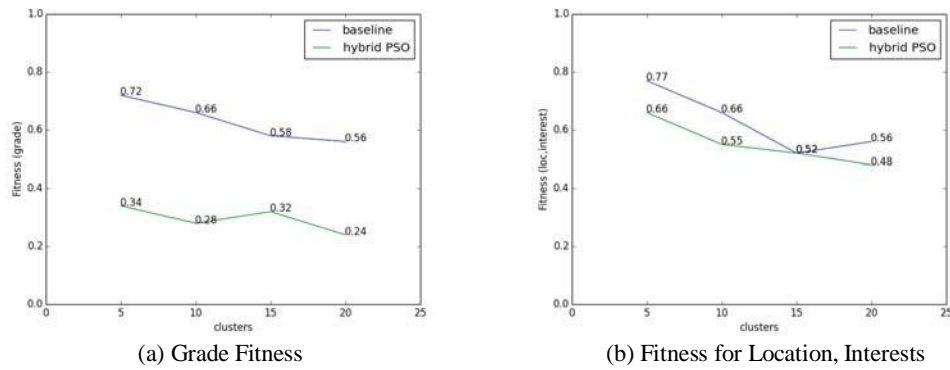 1.0
0.8
0.6
0.4
0.2
0.0
Fitness (grade)
baseline
hybrid PSO
0.72
0.66
0.58
0.56
0.34
0.28
0.32
0.24
0 5 10 15 20 25
clusters
(a) Grade Fitness
1.0
0.8
0.6
0.4
0.2
0.0
Fitness (loc,interest)
baseline
hybrid PSO
0.77
0.66
0.66
0.55
0.52
0.56
0.48
0 5 10 15 20 25
clusters
(b) Fitness for Location, Interests